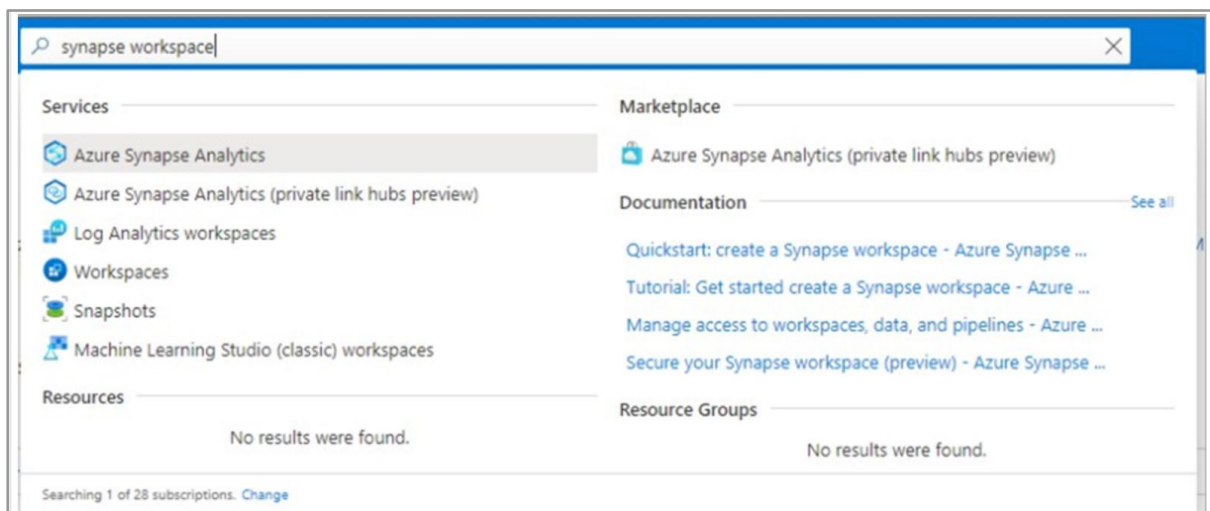 synapse workspace
Services
Azure Synapse Analytics
Azure Synapse Analytics (private link hubs preview)
Log Analytics workspaces
Workspaces
Snapshots
Machine Learning Studio (classic) workspaces
Resources
No results were found.
Marketplace
Azure Synapse Analytics (private link hubs preview)
Documentation
See all
Quickstart: create a Synapse workspace - Azure Synapse ...
Tutorial: Get started create a Synapse workspace - Azure ...
Manage access to workspaces, data, and pipelines - Azure ...
Secure your Synapse workspace (preview) - Azure Synapse ...
Resource Groups
No results were found.
Searching 1 of 28 subscriptions. Change